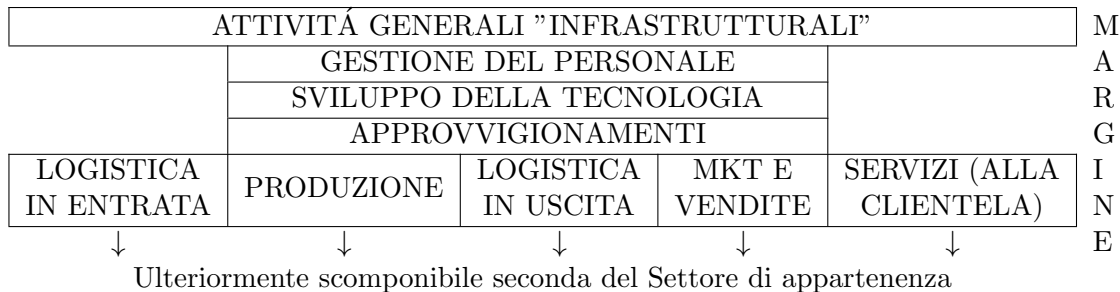 ATTIVITÁ GENERALI ”INFRASTRUTTURALI”
GESTIONE DEL PERSONALE
SVILUPPO DELLA TECNOLOGIA
APPROVVIGIONAMENTI
LOGISTICA
IN ENTRATA
PRODUZIONE
LOGISTICA
IN USCITA
MKT E
VENDITE
SERVIZI (ALLA
CLIENTELA)
↓ ↓ ↓ ↓ ↓
Ulteriormente scomponibile seconda del Settore di appartenenza
M
A
R
G
I
N
E